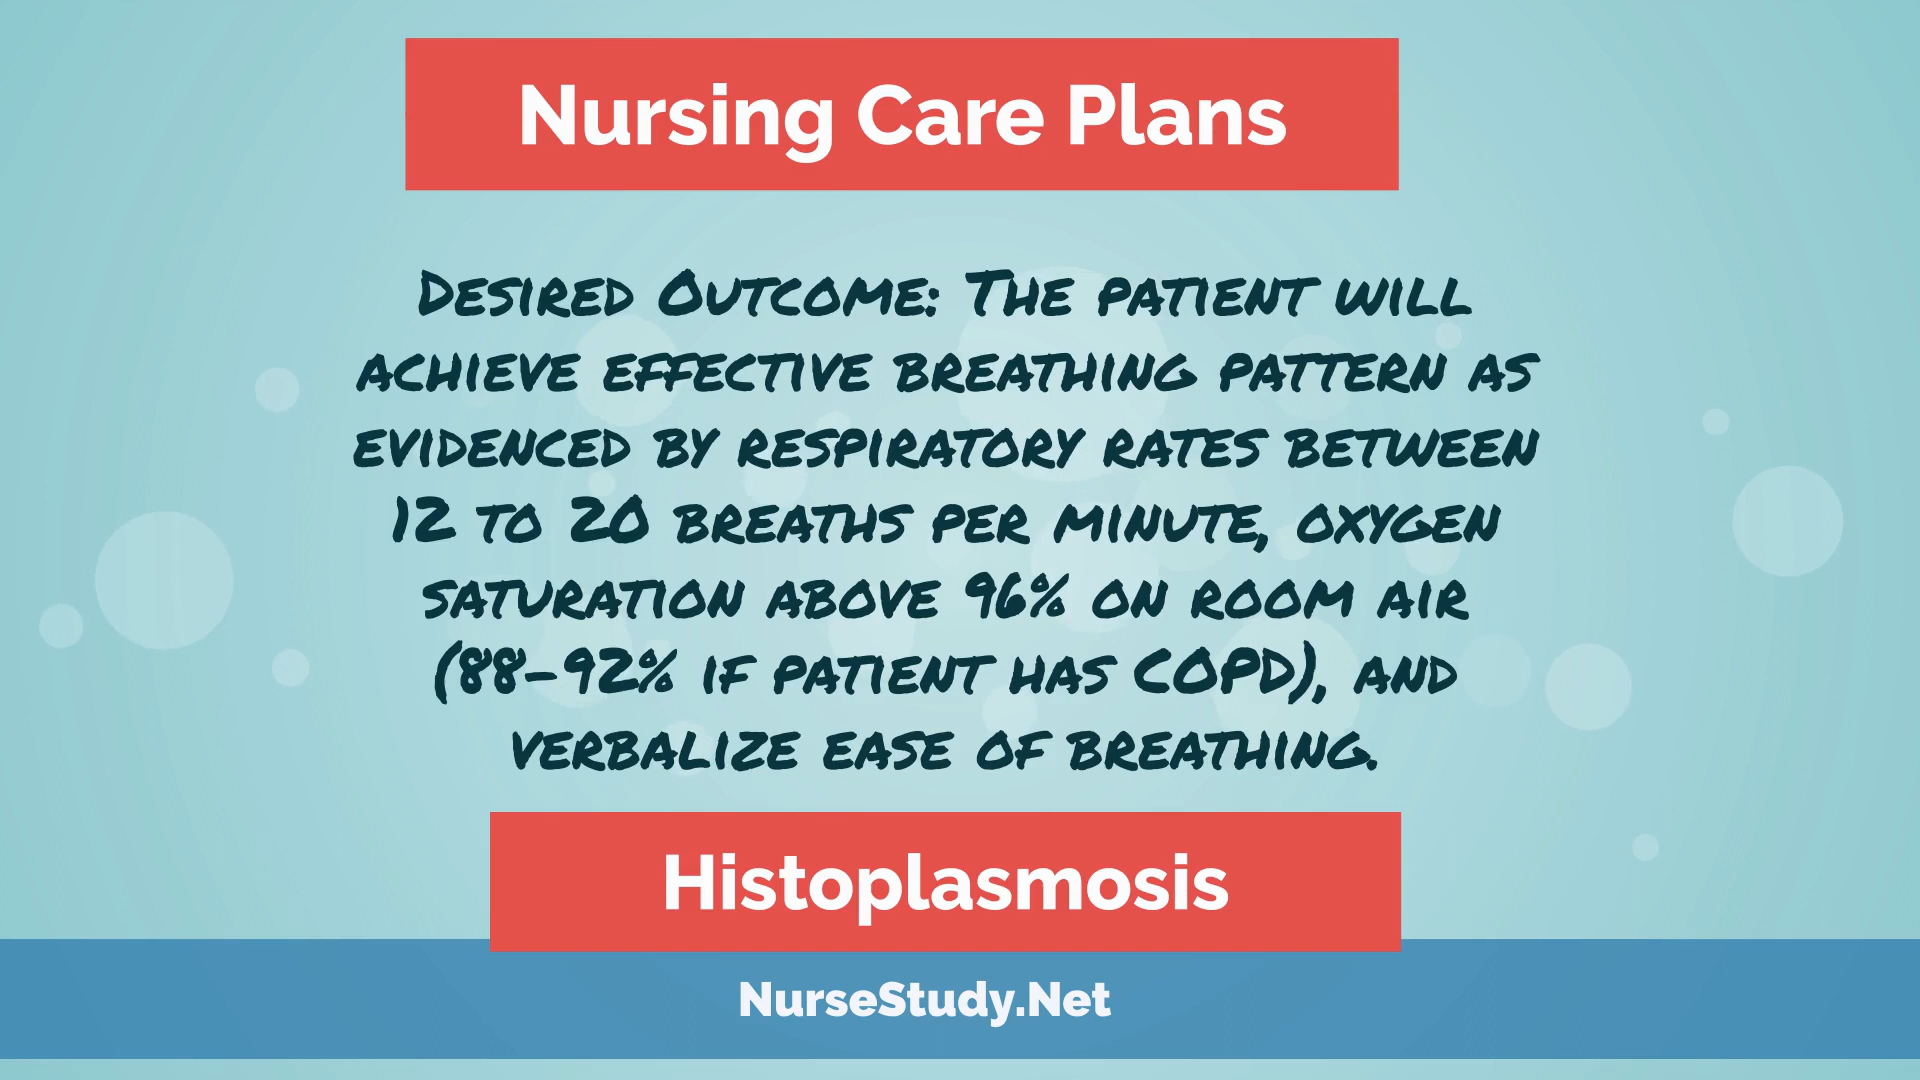 Nursing Care Plans
Desired Outcome: The patient will
achieve effective breathing pattern as
evidenced by respiratory rates between
12 to 20 breaths per minute, oxygen
saturation above 96% on room air
(88-92% if patient has COPD), and
verbalize ease of breathing.
Histoplasmosis
NurseStudy.Net